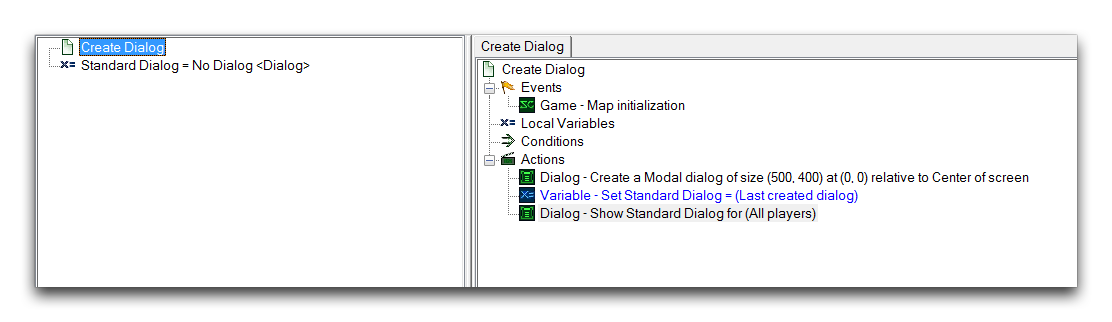 Create Dialog
Standard Dialog = No Dialog <Dialog>
Create Dialog
Create Dialog
Events
Game - Map initialization
Local Variables
Conditions
Actions
Dialog - Create a Modal dialog of size (500, 400) at (0, 0) relative to Center of screen
Variable - Set Standard Dialog = (Last created dialog)
Dialog - Show Standard Dialog for (All players)